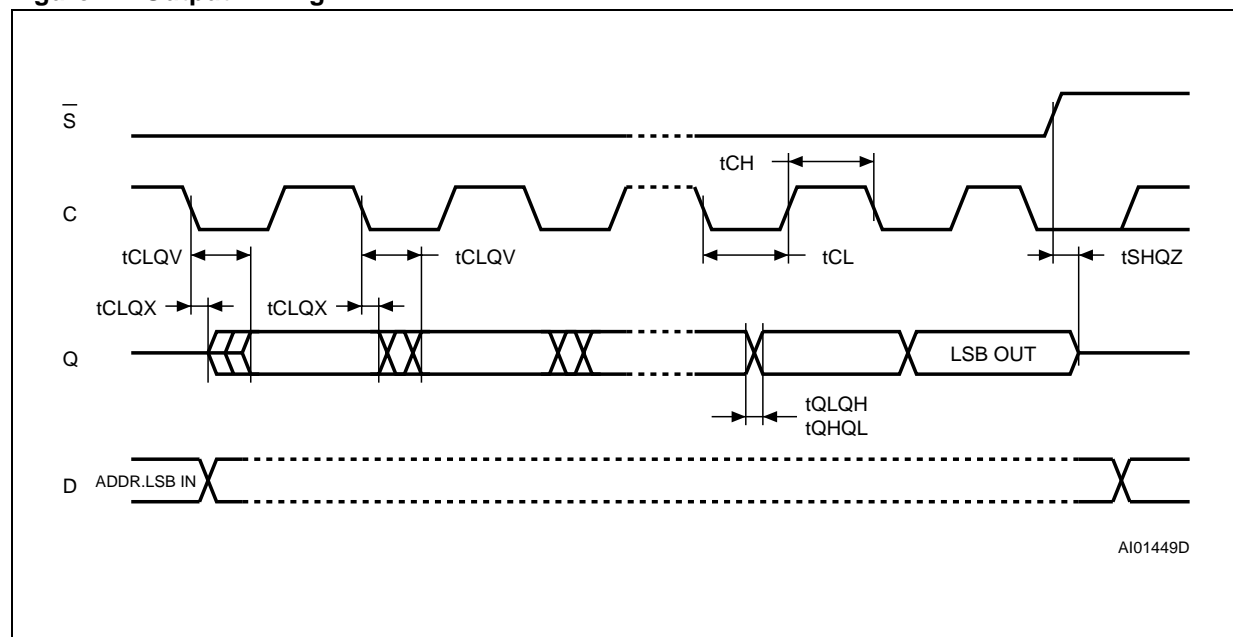 S
tCH
C
tCLQV
tCLQV
tCL
tSHQZ
tCLQX
tCLQX
Q
LSB OUT
tQLQH
tQHQL
D
ADDR.LSB IN
AI01449D